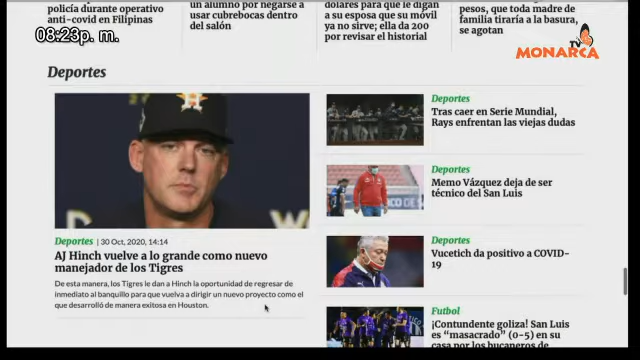 policía durante operativo
anti-covid en Filipinas
un alumno por negarse a
usar cubrebocas dentro
del salón
dólares para que le digan
a su esposa que su móvil
ya no sirve; ella da 200
por revisar el historial
pesos, que toda madre de
familia tiraría a la basura,
se agotan
08:23p. m.
TV
MONARCA
Deportes
Deportes | 30 Oct, 2020, 14:14
AJ Hinch vuelve a lo grande como nuevo
manejador de los Tigres
De esta manera, los Tigres le dan a Hinch la oportunidad de regresar de
inmediato al banquillo para que vuelva a dirigir un nuevo proyecto como el
que desarrolló de manera exitosa en Houston.
Deportes
Tras caer en Serie Mundial,
Rays enfrentan las viejas dudas
Deportes
Memo Vázquez deja de ser
técnico del San Luis
Deportes
Vucetich da positivo a COVID-
19
Futbol
¡Contundente goliza! San Luis
es “masacrado” (0-5) en su
casa por los bucaneros de